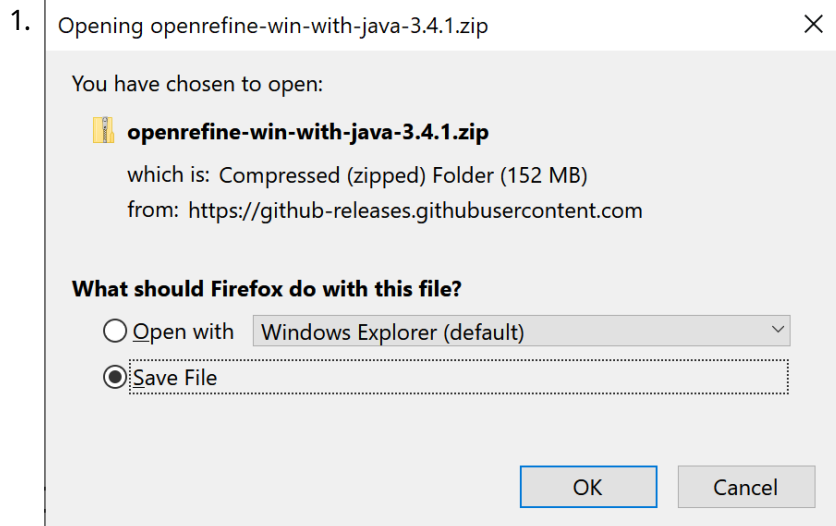 1.
Opening openrefine-win-with-java-3.4.1.zip
You have chosen to open:
openrefine-win-with-java-3.4.1.zip
which is: Compressed (zipped) Folder (152 MB)
from: https://github-releases.githubusercontent.com
What should Firefox do with this file?
Open with Windows Explorer (default)
Save File
OK Cancel